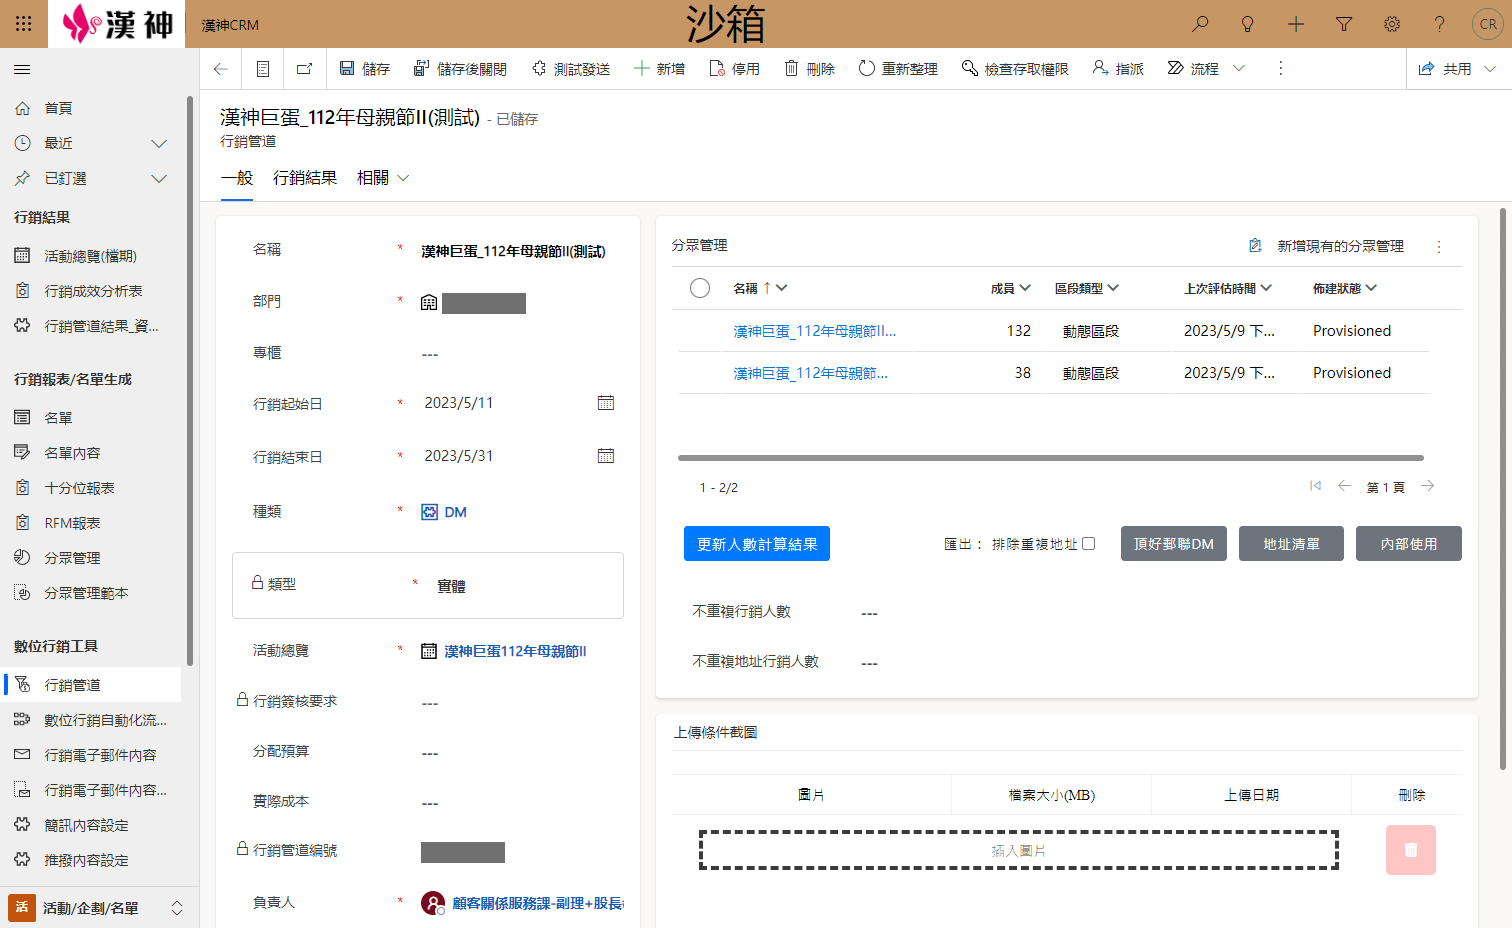 漢神
漢神CRM
沙箱
CR
儲存
儲存後關閉
測試發送
新增
停用
刪除
重新整理
檢查存取權限
指派
流程
共用
首頁
最近
已釘選
行銷結果
活動總覽(檔期)
行銷成效分析表
行銷管道結果_資...
行銷報表/名單生成
名單
名單內容
十分位報表
RFM報表
分眾管理
分眾管理範本
數位行銷工具
行銷管道
數位行銷自動化流...
行銷電子郵件內容
行銷電子郵件內容...
簡訊內容設定
推撥內容設定
活 活動/企劃/名單
漢神巨蛋_112年母親節II(測試) - 已儲存
行銷管道
一般 行銷結果 相關
名稱 * 漢神巨蛋_112年母親節II(測試)
部門 *
專櫃 ---
行銷起始日 * 2023/5/11
行銷結束日 * 2023/5/31
種類 * DM
類型 * 實體
活動總覽 * 漢神巨蛋112年母親節II
行銷簽核要求 ---
分配預算 ---
實際成本 ---
行銷管道編號
負責人 * 顧客關係服務課-副理+股長
分眾管理
新增現有的分眾管理
名稱 ↑ 成員 區段類型 上次評估時間 佈建狀態
漢神巨蛋_112年母親節II... 132 動態區段 2023/5/9 下... Provisioned
漢神巨蛋_112年母親節... 38 動態區段 2023/5/9 下... Provisioned
1 - 2/2
第 1 頁
更新人數計算結果
匯出： 排除重複地址
頂好郵聯DM
地址清單
內部使用
不重複行銷人數 ---
不重複地址行銷人數 ---
上傳條件截圖
圖片 檔案大小(MB) 上傳日期 刪除
插入圖片